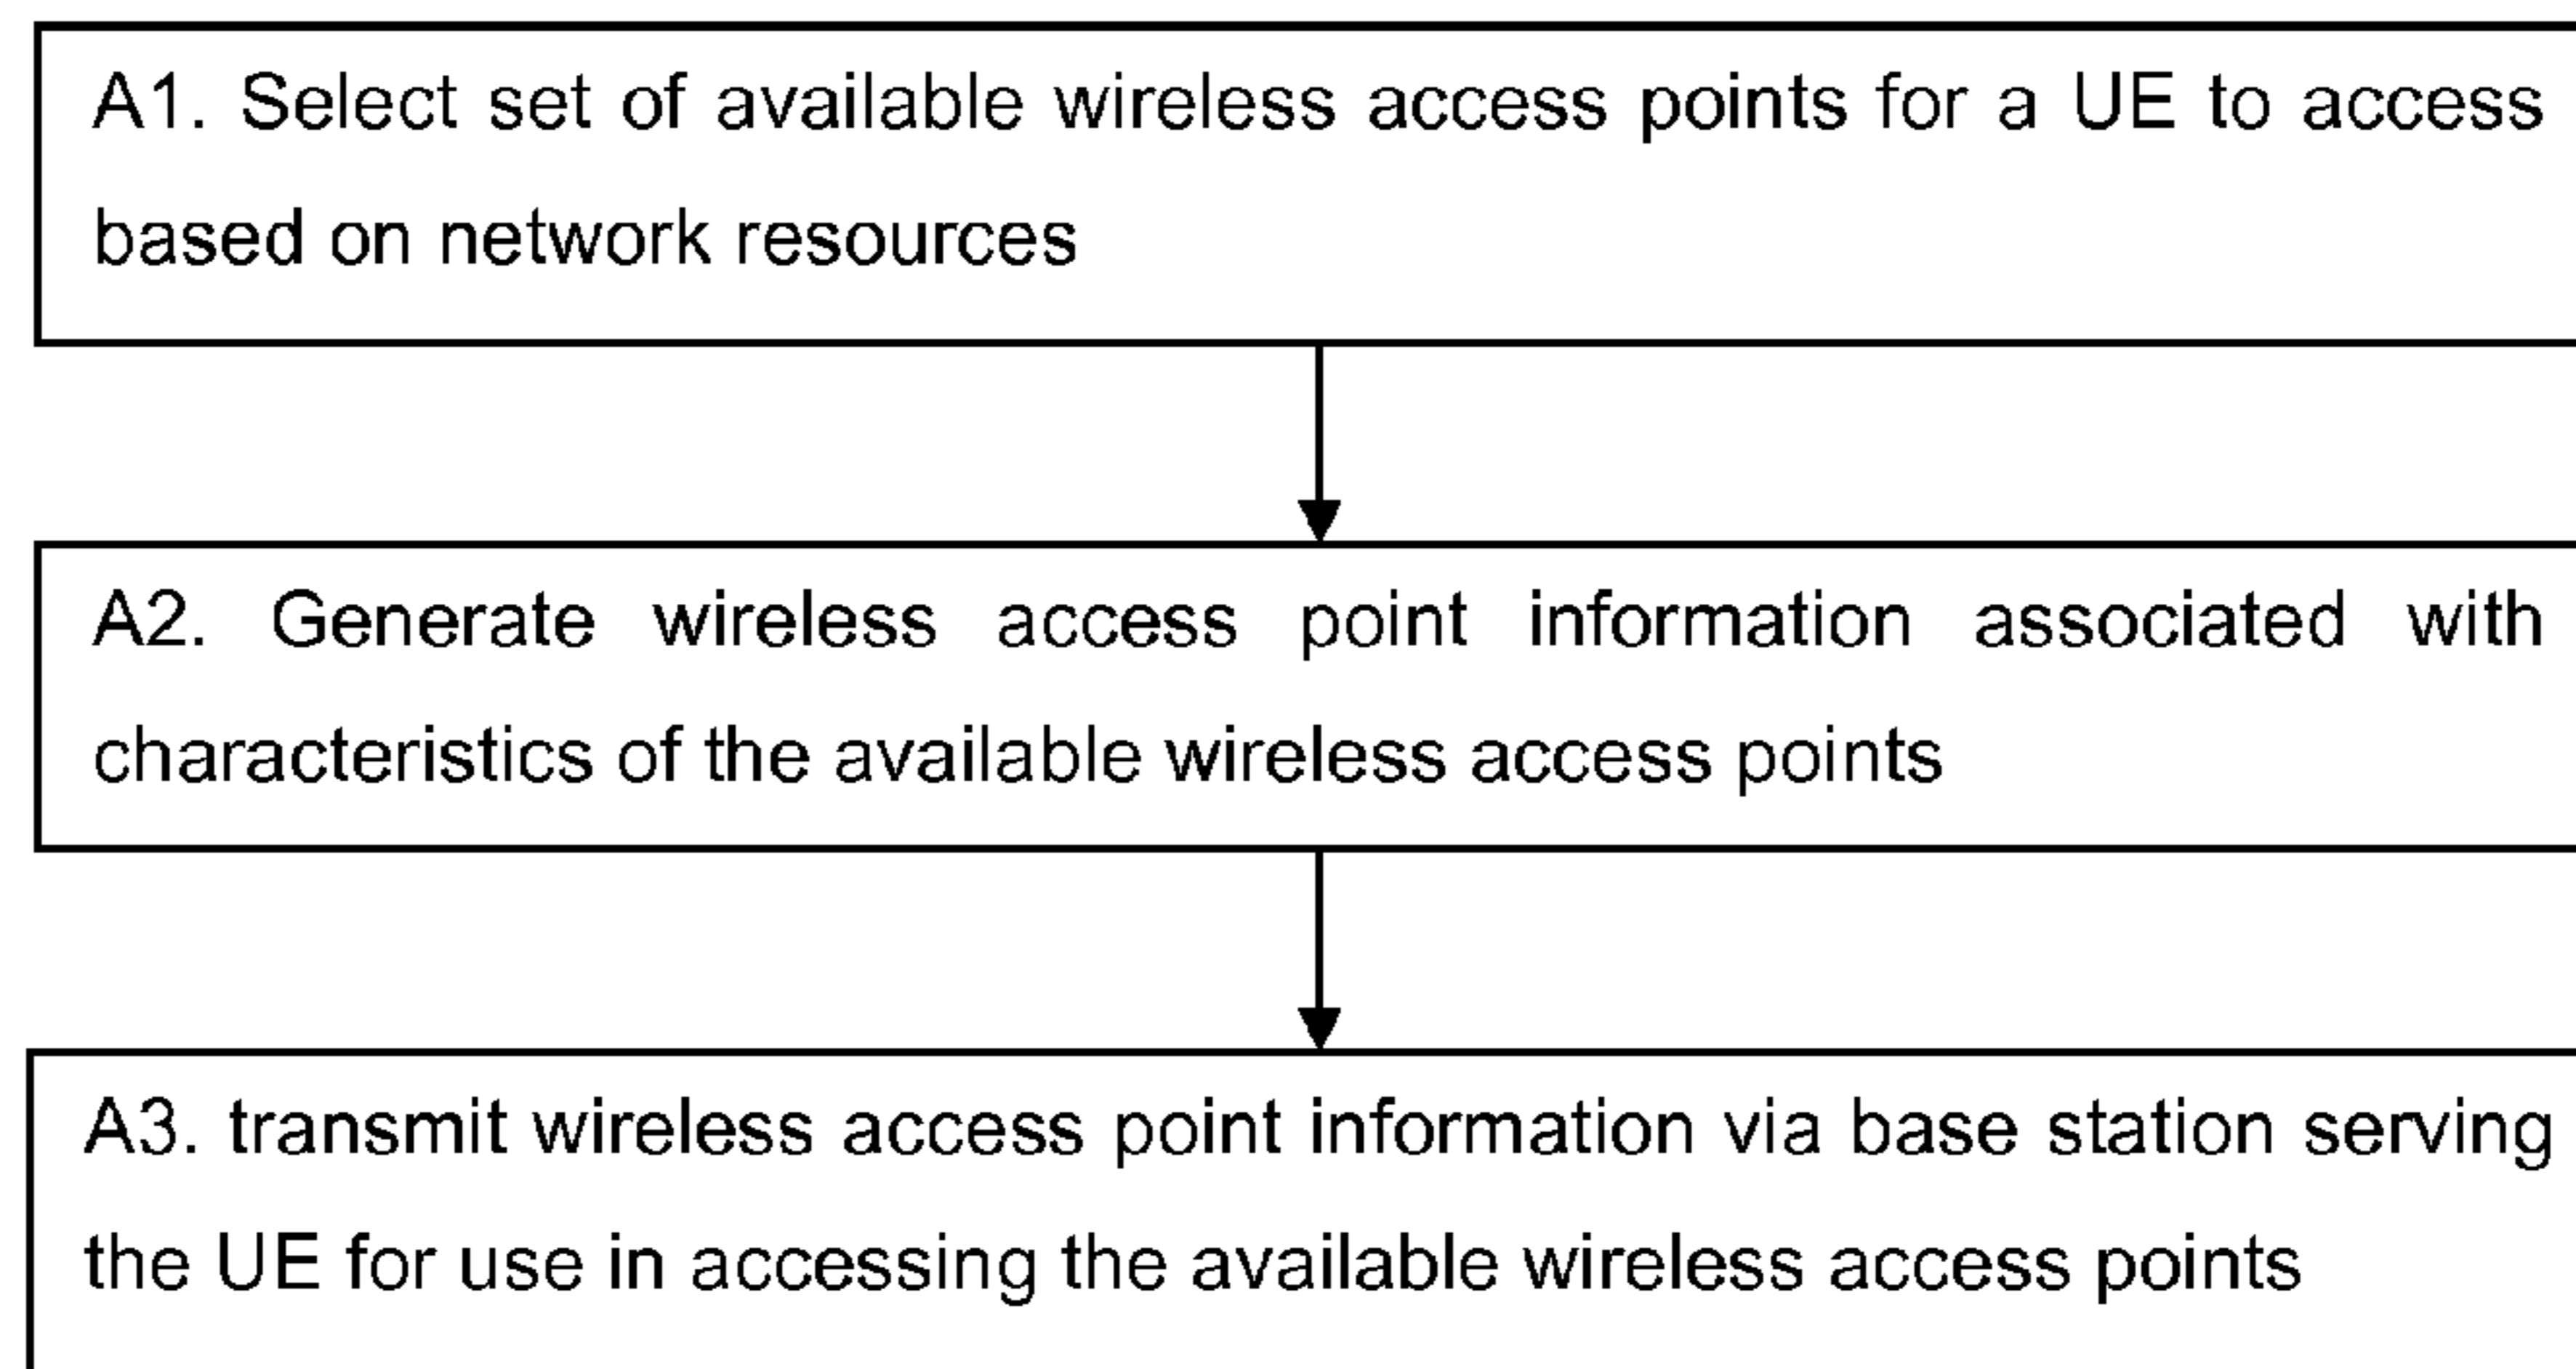 A1. Select set of available wireless access points for a UE to access
based on network resources
A2. Generate wireless access point information associated with
characteristics of the available wireless access points
A3. transmit wireless access point information via base station serving
the UE for use in accessing the available wireless access points